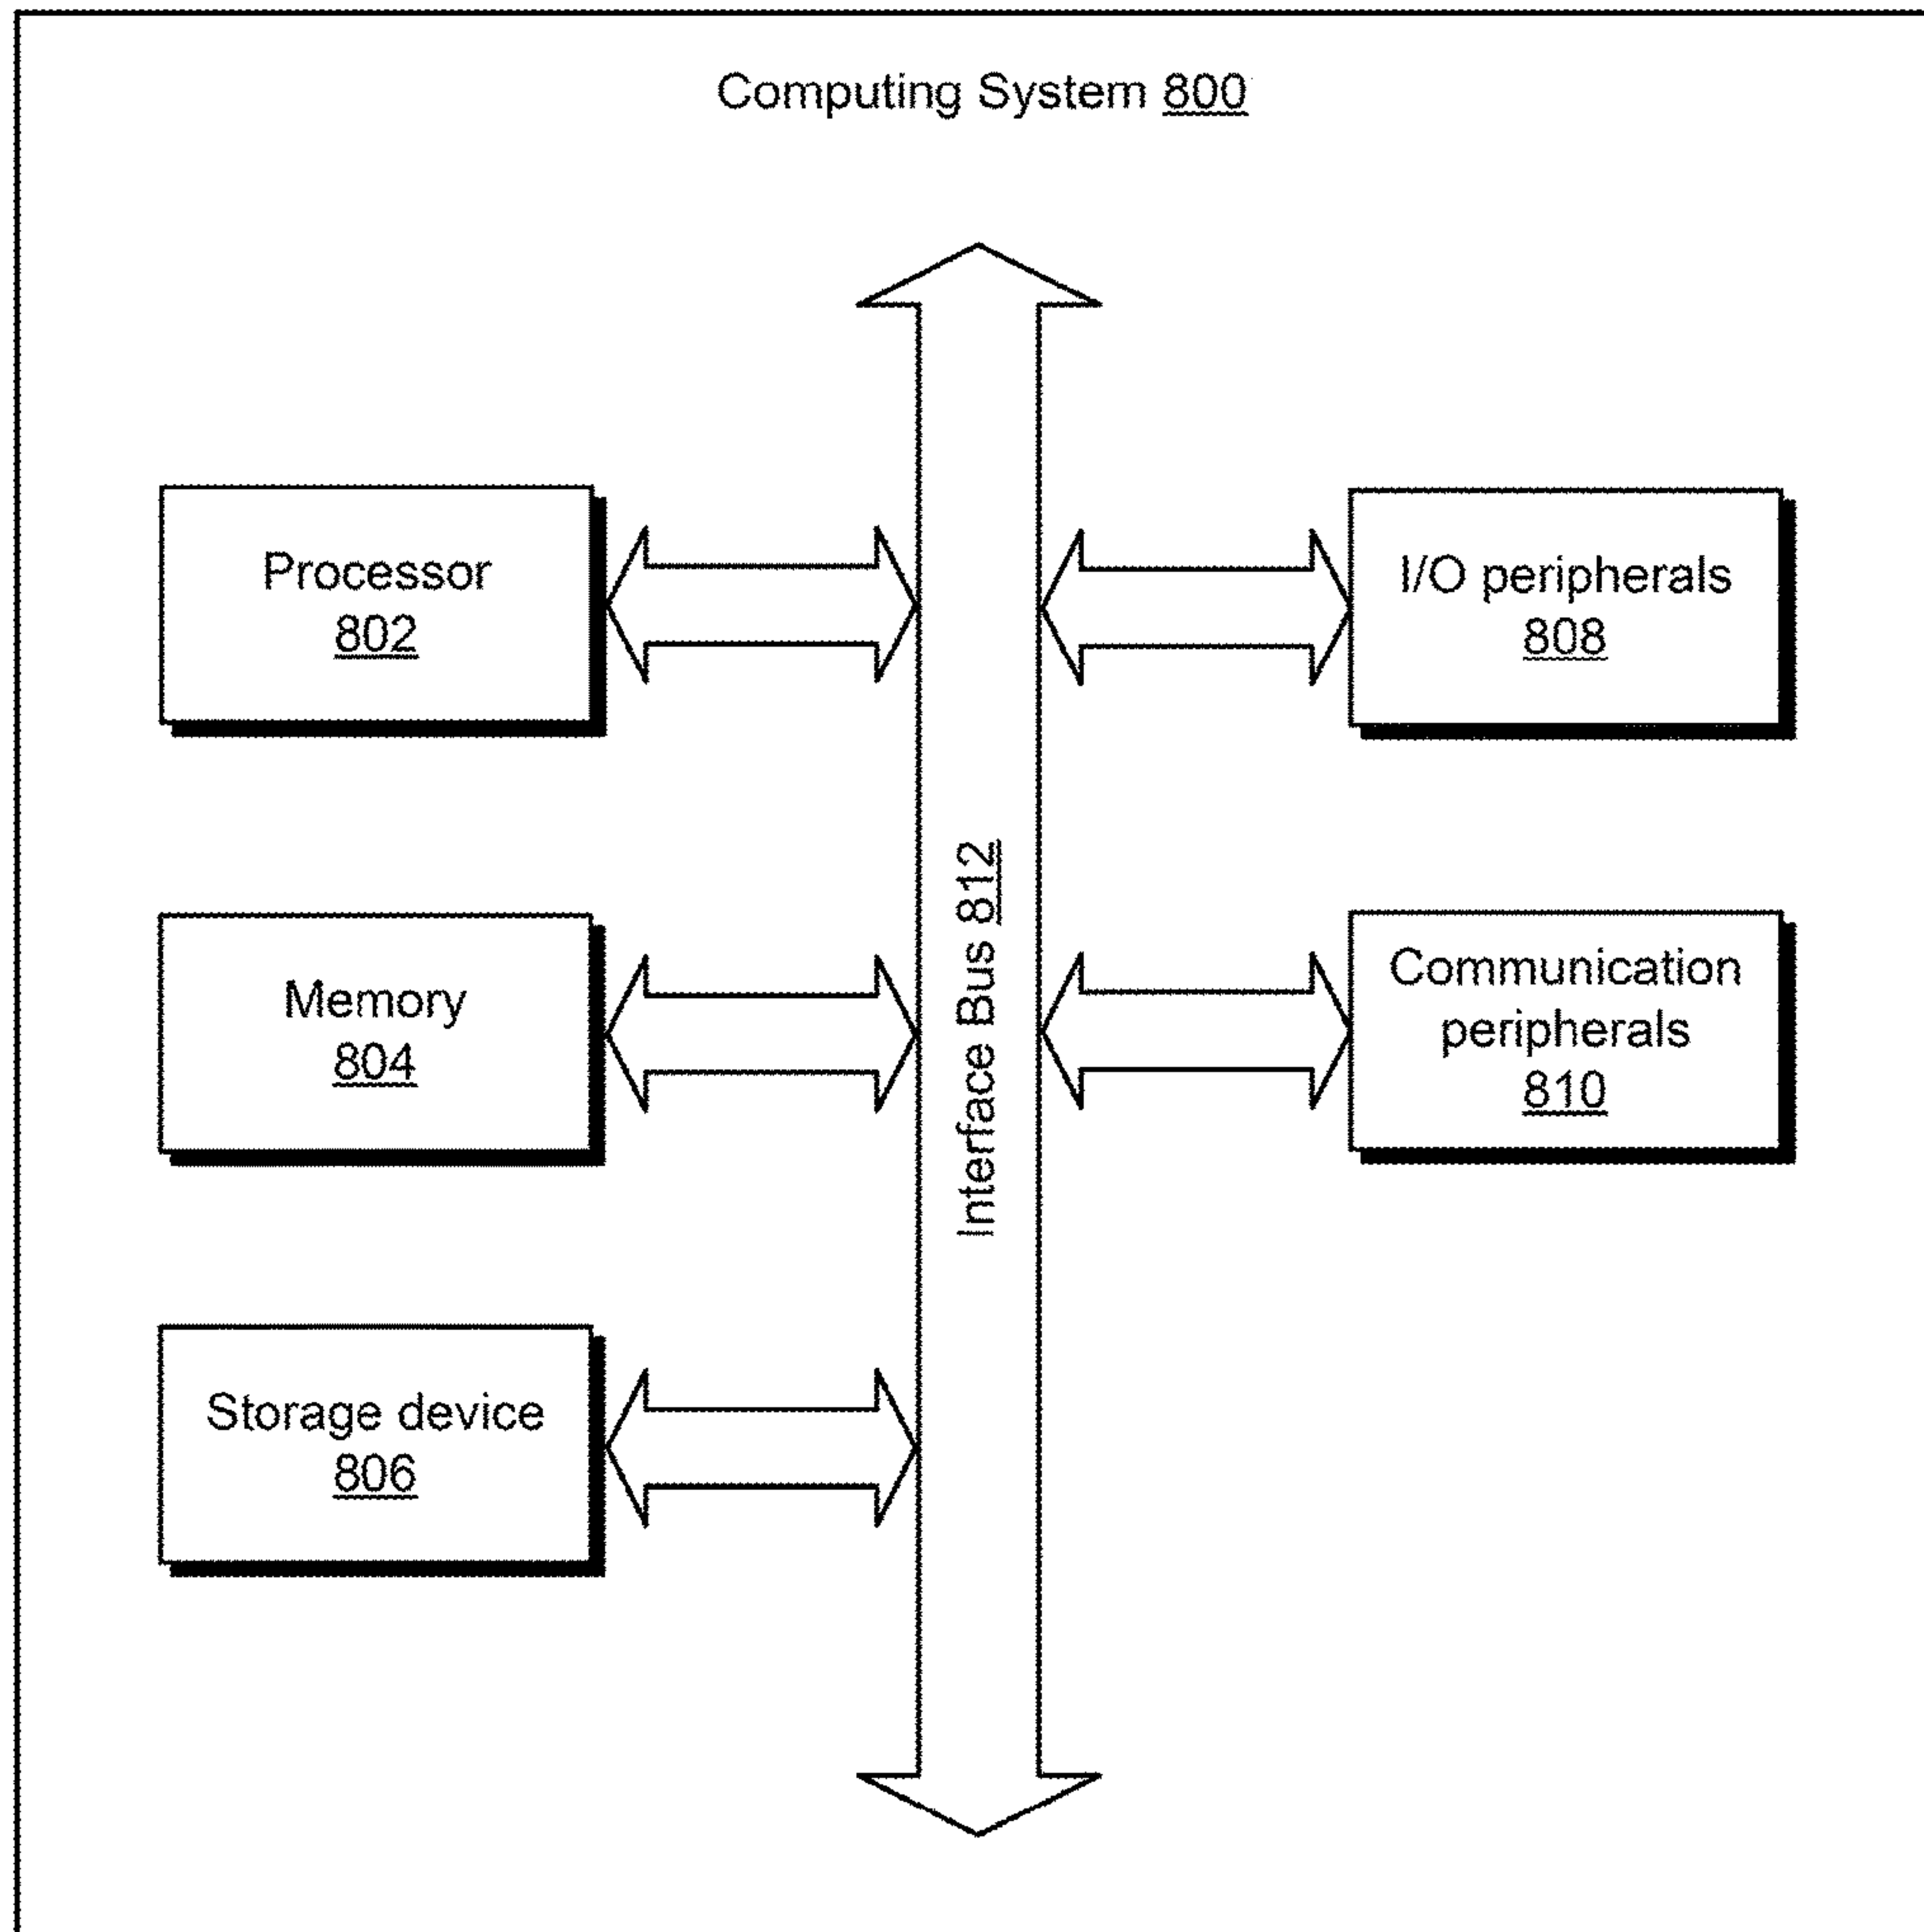 Computing System 800
Processor
802
I/O peripherals
808
Interface Bus 812
Memory
804
Communication
peripherals
810
Storage device
806